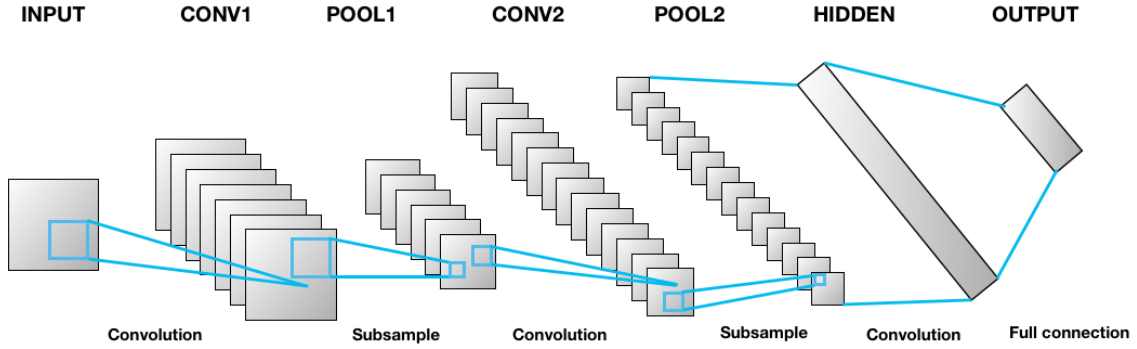 INPUT CONV1 POOL1 CONV2 POOL2 HIDDEN OUTPUT
Convolution Subsample Convolution Subsample Convolution Full connection